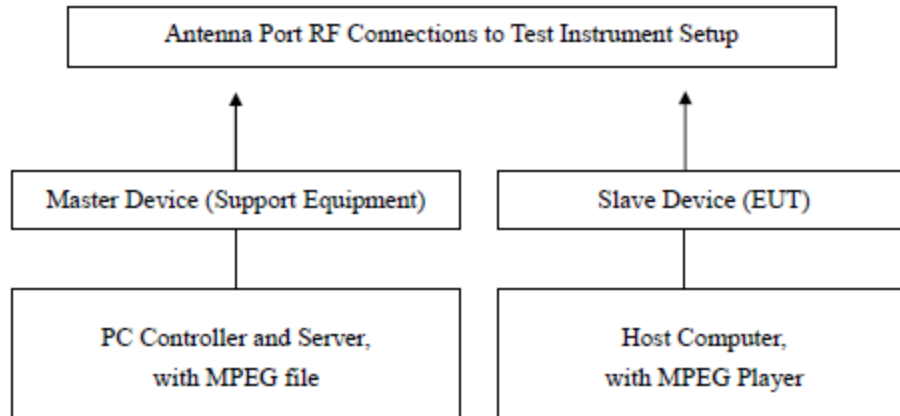 Antenna Port RF Connections to Test Instrument Setup
Master Device (Support Equipment)
Slave Device (EUT)
PC Controller and Server,
with MPEG file
Host Computer,
with MPEG Player